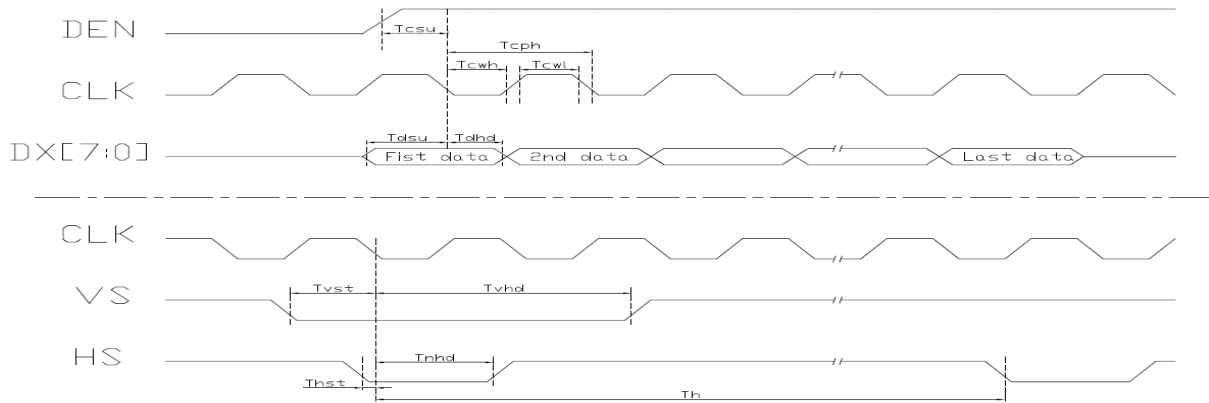 DEN
Tcsu
Tcph
Tcwh
Tcwl
CLK
Tdsu
Tdhd
DX[7:0]
Fist data
2nd data
Last data
CLK
Tvst
Tvhd
VS
Tnhd
HS
Thst
Th